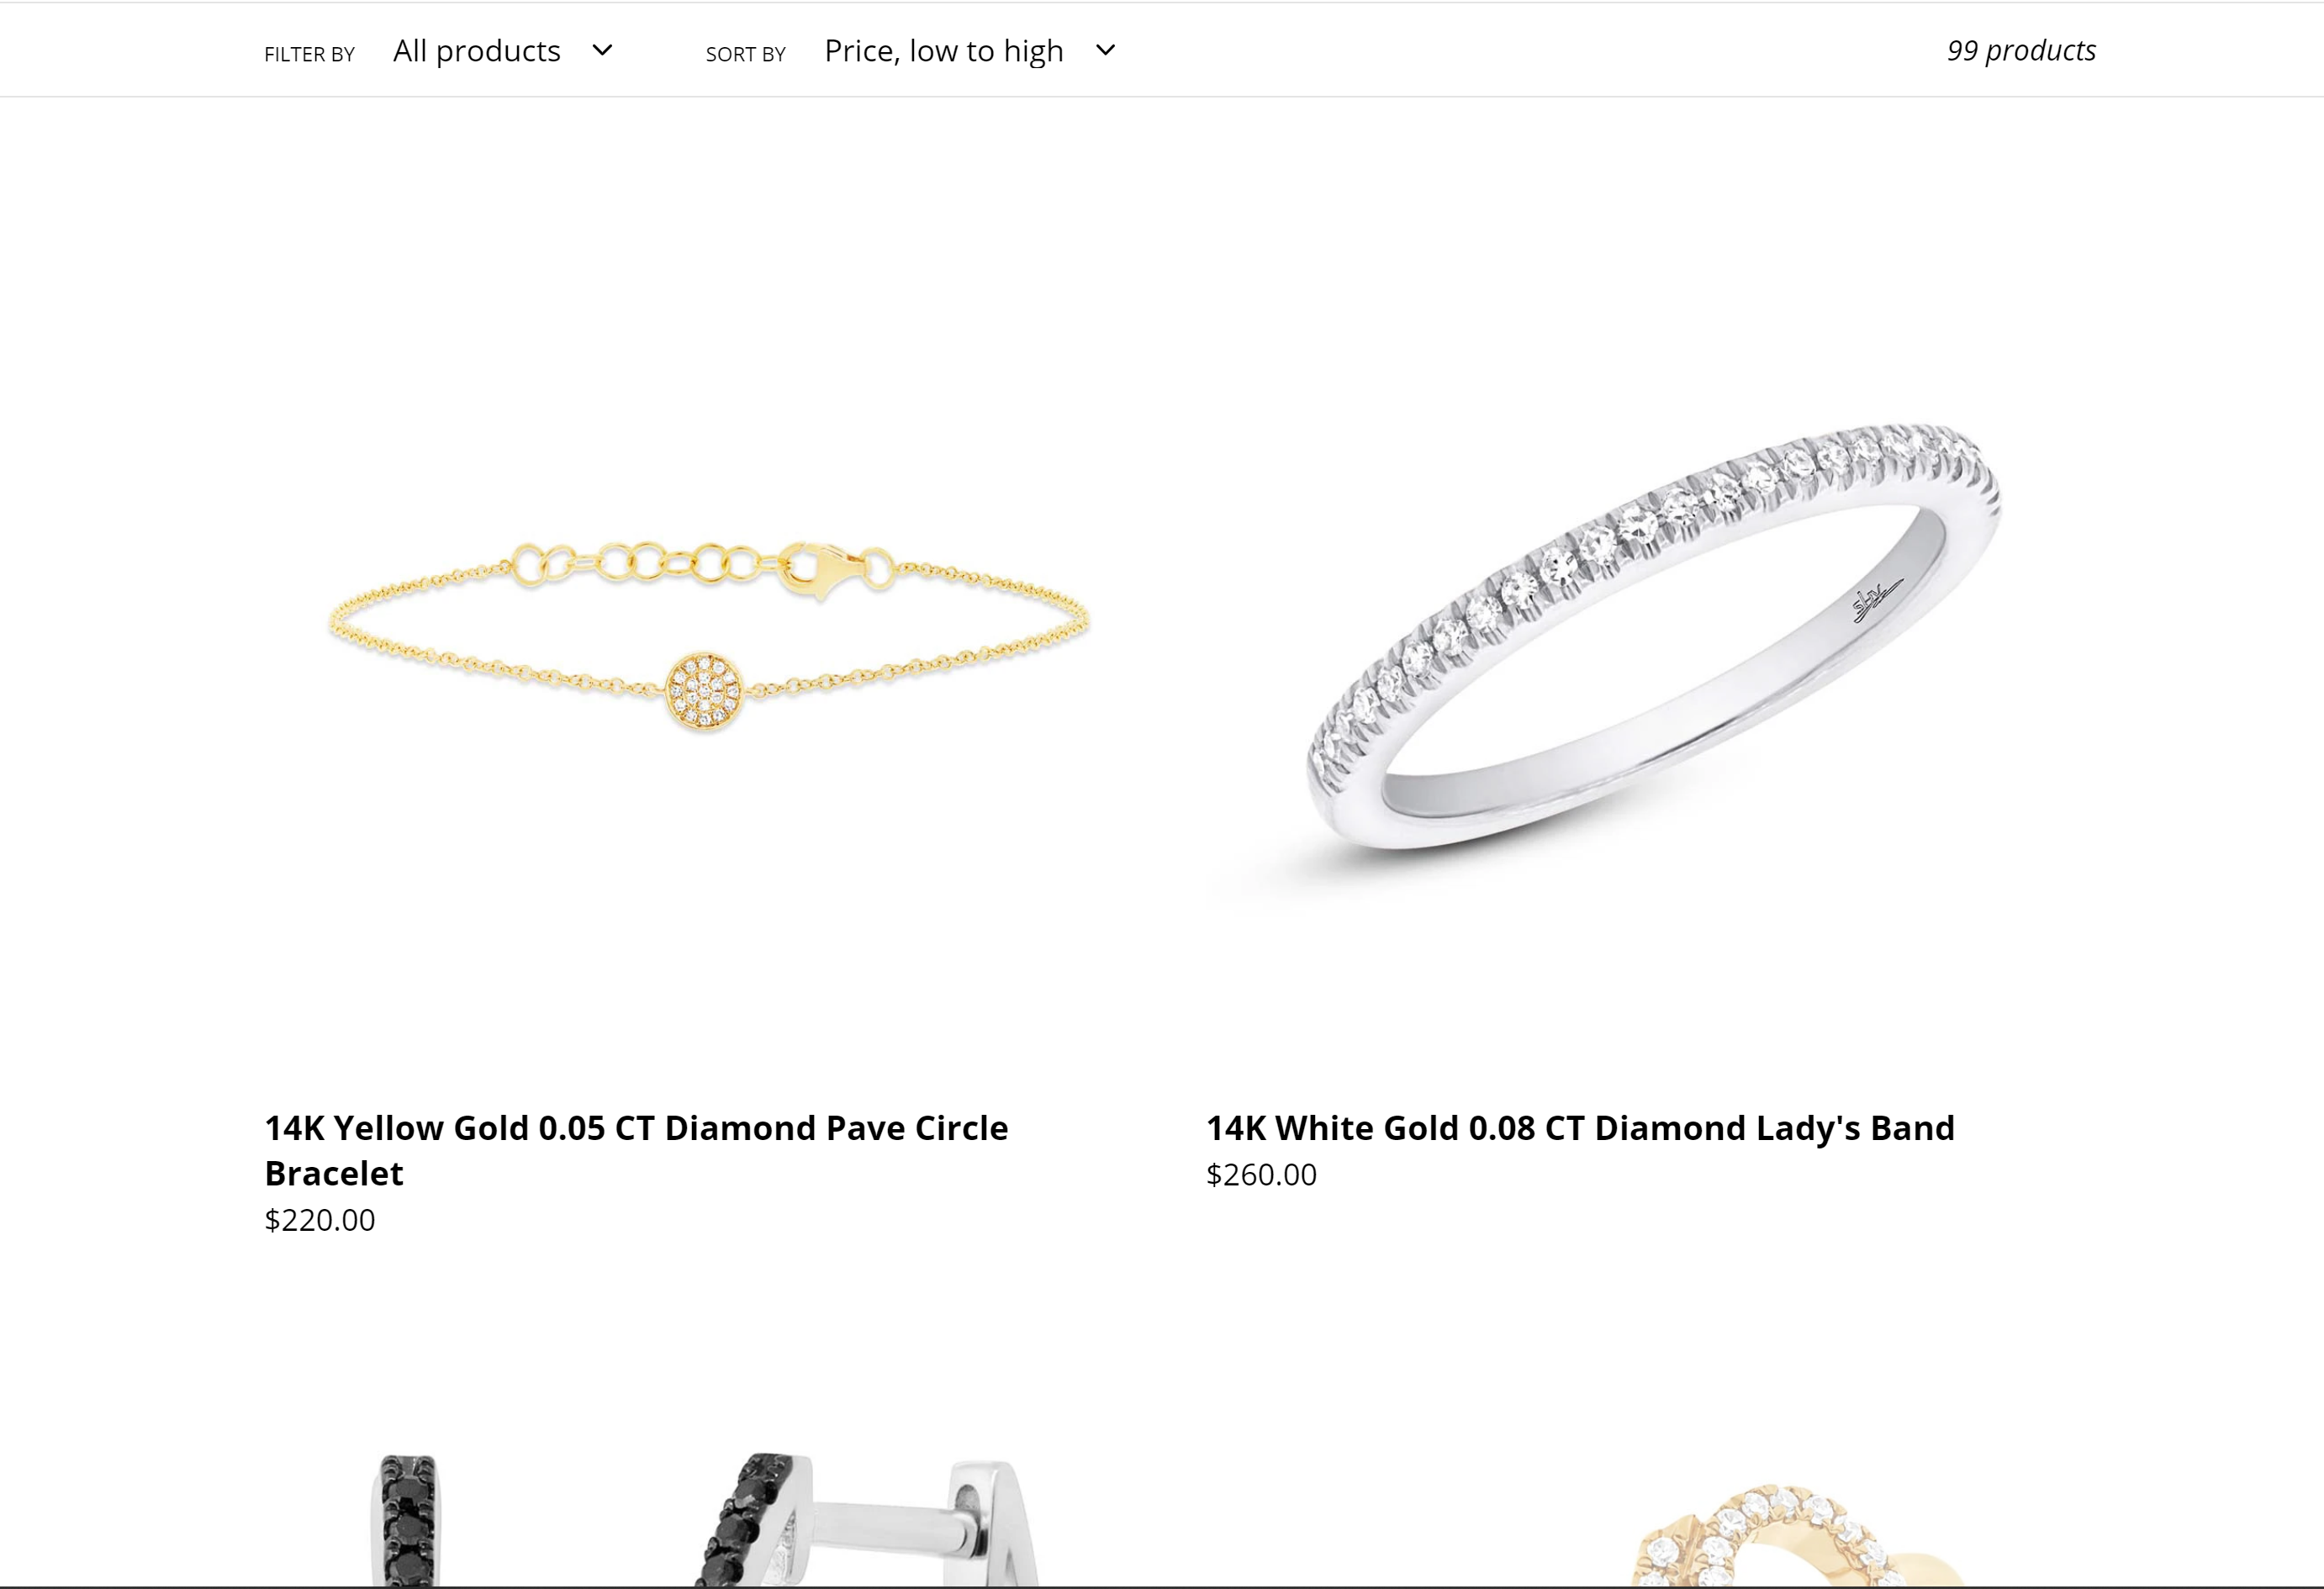 FILTER BY All products SORT BY Price, low to high 99 products
14K Yellow Gold 0.05 CT Diamond Pave Circle
Bracelet
$220.00
14K White Gold 0.08 CT Diamond Lady's Band
$260.00